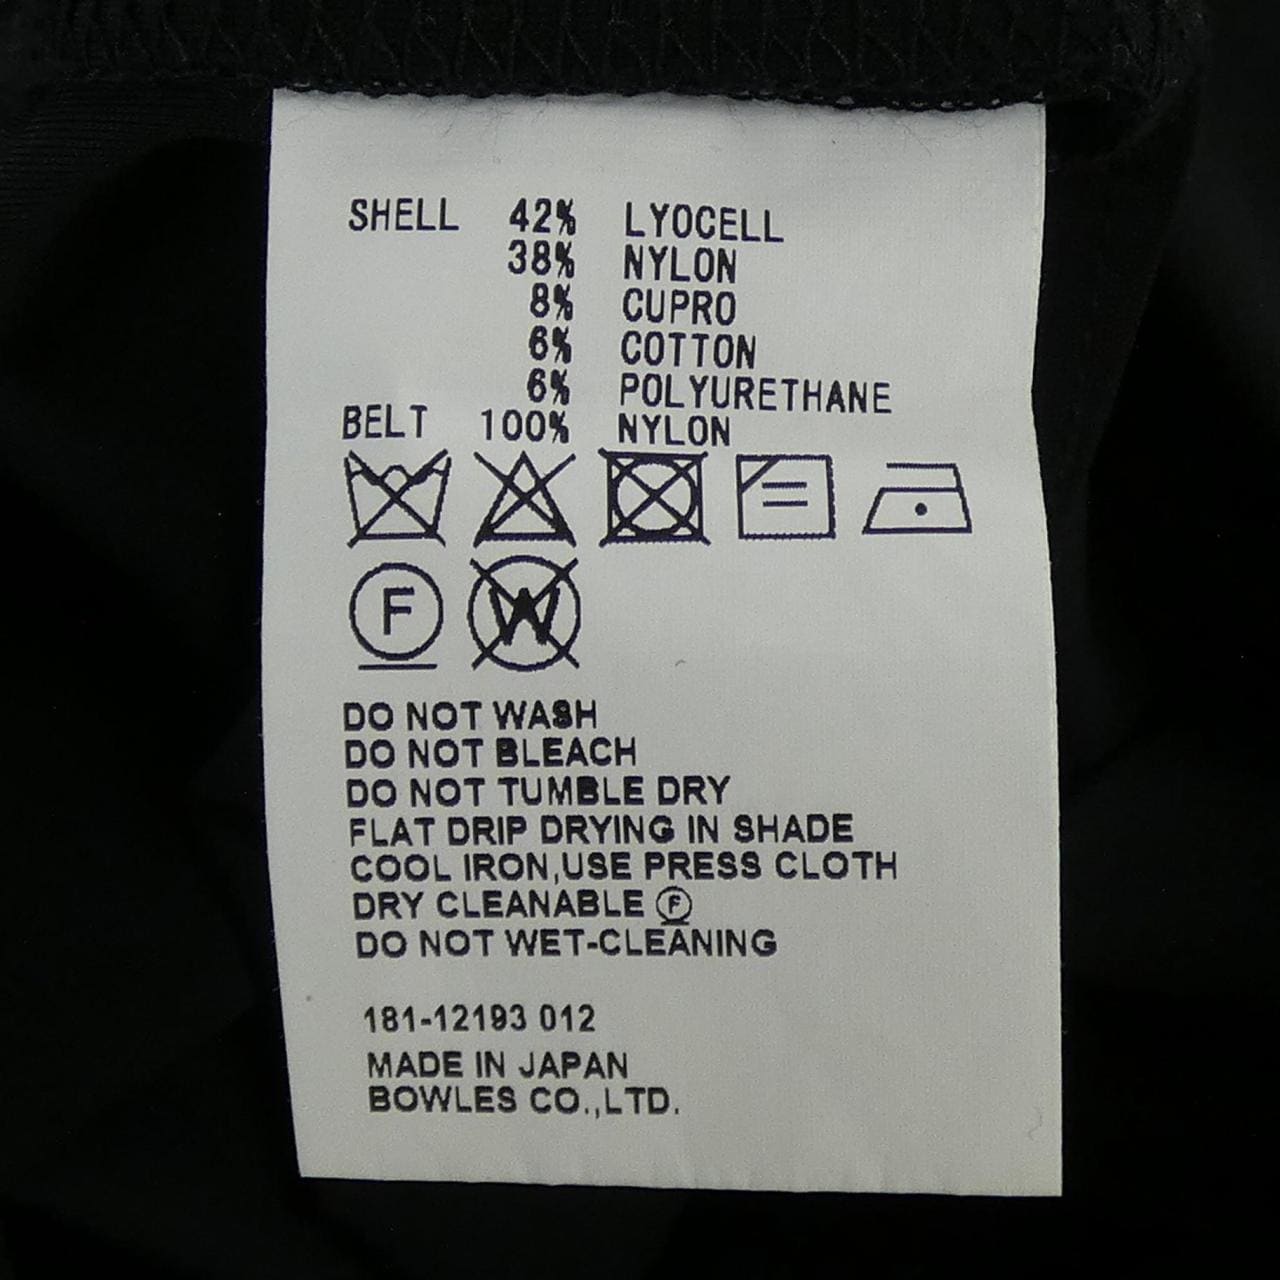 SHELL 42% LYOCELL
38% NYLON
8% CUPRO
6% COTTON
6% POLYURETHANE
BELT 100% NYLON
F W
DO NOT WASH
DO NOT BLEACH
DO NOT TUMBLE DRY
FLAT DRIP DRYING IN SHADE
COOL IRON,USE PRESS CLOTH
DRY CLEANABLE Ⓕ
DO NOT WET-CLEANING
181-12193 012
MADE IN JAPAN
BOWLES CO.,LTD.